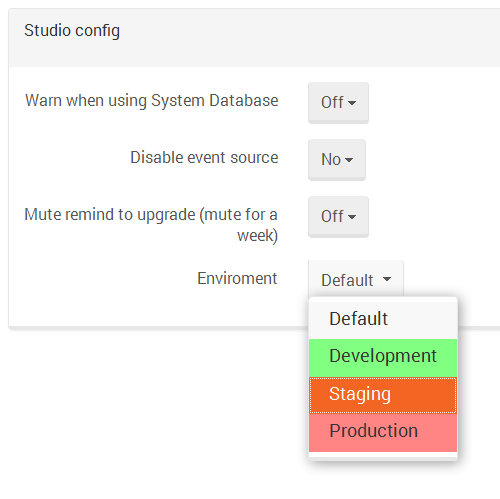 Studio config
Warn when using System Database
Off
Disable event source
No
Mute remind to upgrade (mute for a
week)
Off
Enviroment
Default
Default
Development
Staging
Production